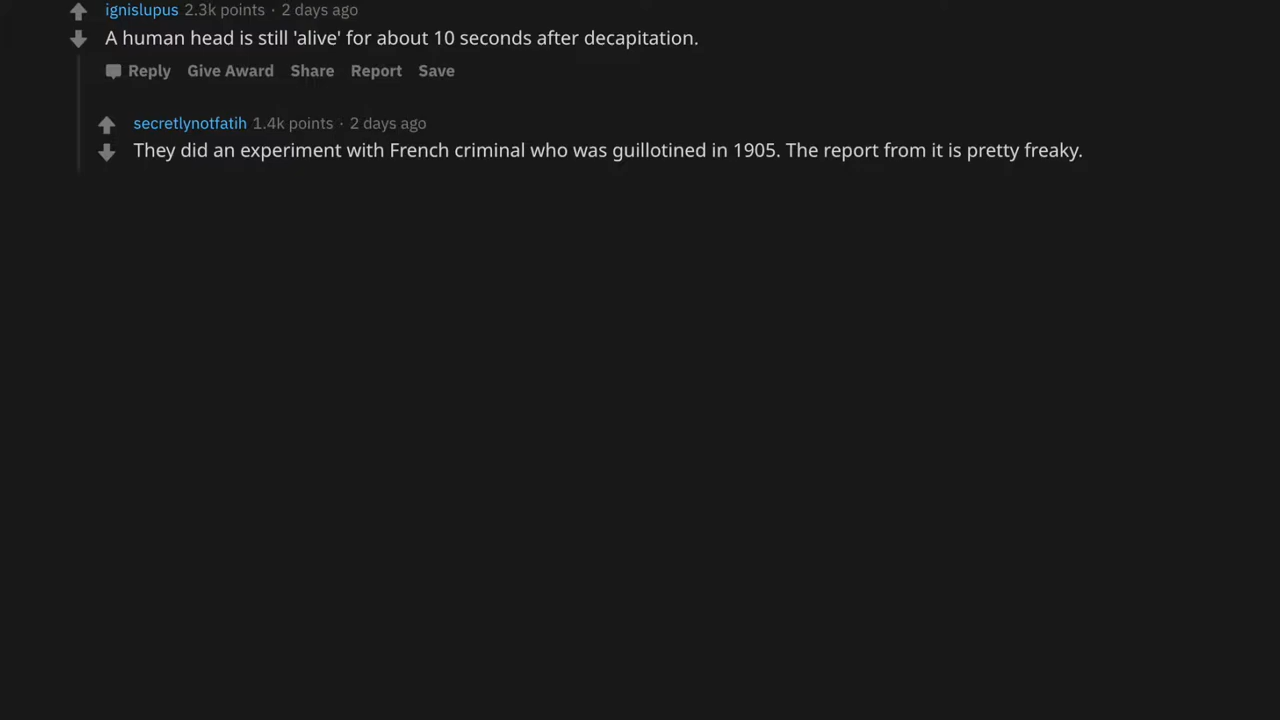 ignislupus 2.3k points · 2 days ago
A human head is still 'alive' for about 10 seconds after decapitation.
Reply Give Award Share Report Save
secretlynotfatih 1.4k points · 2 days ago
They did an experiment with French criminal who was guillotined in 1905. The report from it is pretty freaky.